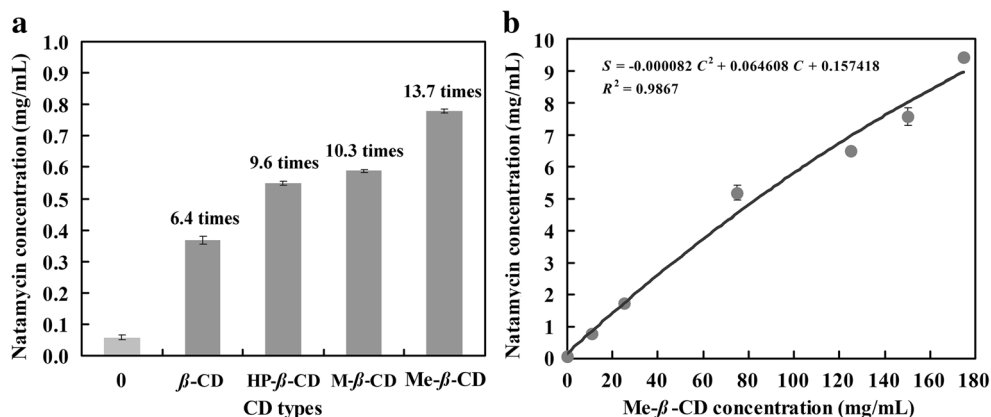 a
Natamycin concentration (mg/mL)
1.0
0.9
0.8
0.7
0.6
0.5
0.4
0.3
0.2
0.1
0.0
6.4 times
9.6 times
10.3 times
13.7 times
0
β-CD
HP-β-CD
M-β-CD
Me-β-CD
CD types
b
Natamycin concentration (mg/mL)
10
9
8
7
6
5
4
3
2
1
0
S = -0.000082 C² + 0.064608 C + 0.157418
R² = 0.9867
0 20 40 60 80 100 120 140 160 180
Me-β-CD concentration (mg/mL)